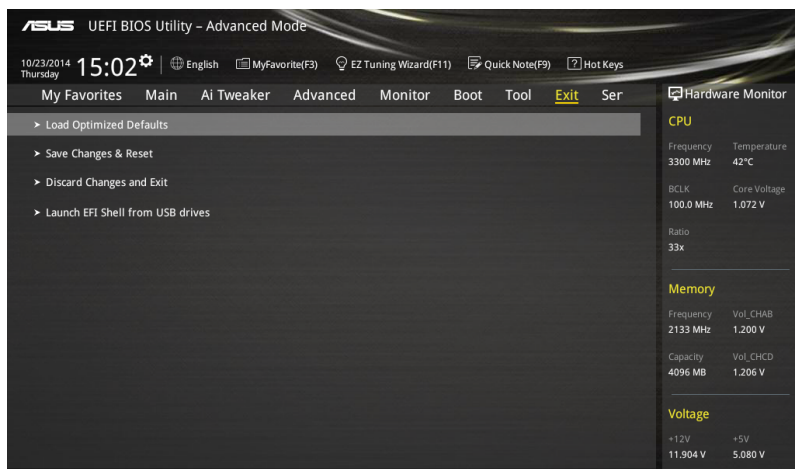 ASUS UEFI BIOS Utility – Advanced Mode
10/23/2014
Thursday
15:02
English MyFavorite(F3) EZ Tuning Wizard(F11) Quick Note(F9) ? Hot Keys
My Favorites Main Ai Tweaker Advanced Monitor Boot Tool Exit Ser
> Load Optimized Defaults
> Save Changes & Reset
> Discard Changes and Exit
> Launch EFI Shell from USB drives
Hardware Monitor
CPU
Frequency Temperature
3300 MHz 42°C
BCLK Core Voltage
100.0 MHz 1.072 V
Ratio
33x
Memory
Frequency Vol_CHAB
2133 MHz 1.200 V
Capacity Vol_CHCD
4096 MB 1.206 V
Voltage
+12V +5V
11.904 V 5.080 V